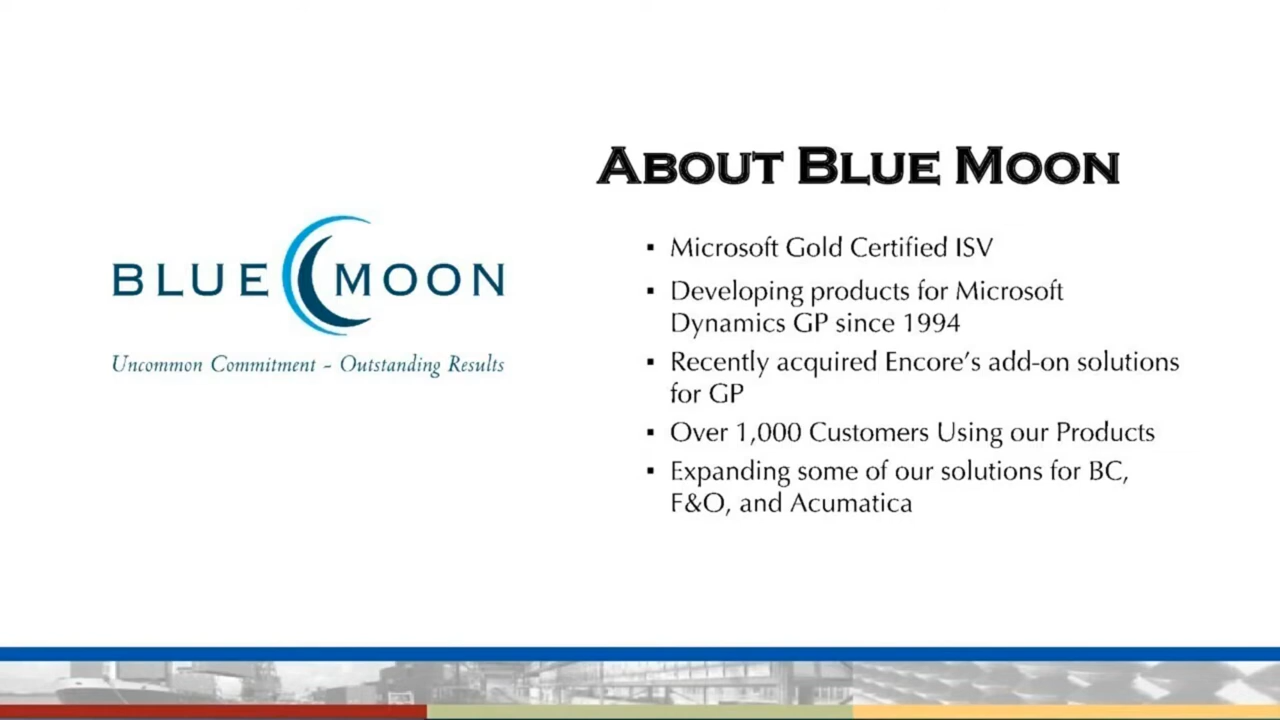 ABOUT BLUE MOON
BLUE MOON
Uncommon Commitment - Outstanding Results
▪ Microsoft Gold Certified ISV
▪ Developing products for Microsoft
Dynamics GP since 1994
▪ Recently acquired Encore's add-on solutions
for GP
▪ Over 1,000 Customers Using our Products
▪ Expanding some of our solutions for BC,
F&O, and Acumatica